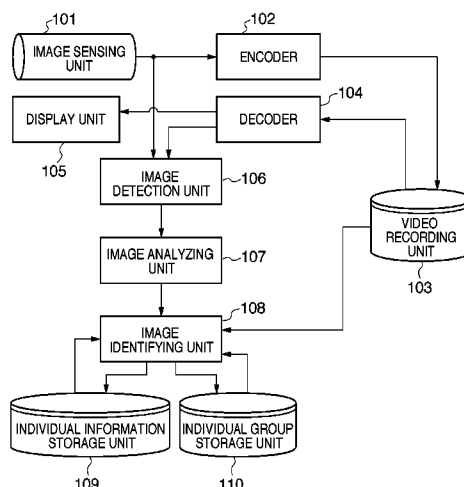 101
IMAGE SENSING
UNIT
102
ENCODER
104
DECODER
DISPLAY UNIT
105
IMAGE
DETECTION UNIT
106
VIDEO
RECORDING
UNIT
103
IMAGE ANALYZING
UNIT
107
108
IMAGE
IDENTIFYING UNIT
INDIVIDUAL INFORMATION
STORAGE UNIT
109
INDIVIDUAL GROUP
STORAGE UNIT
110